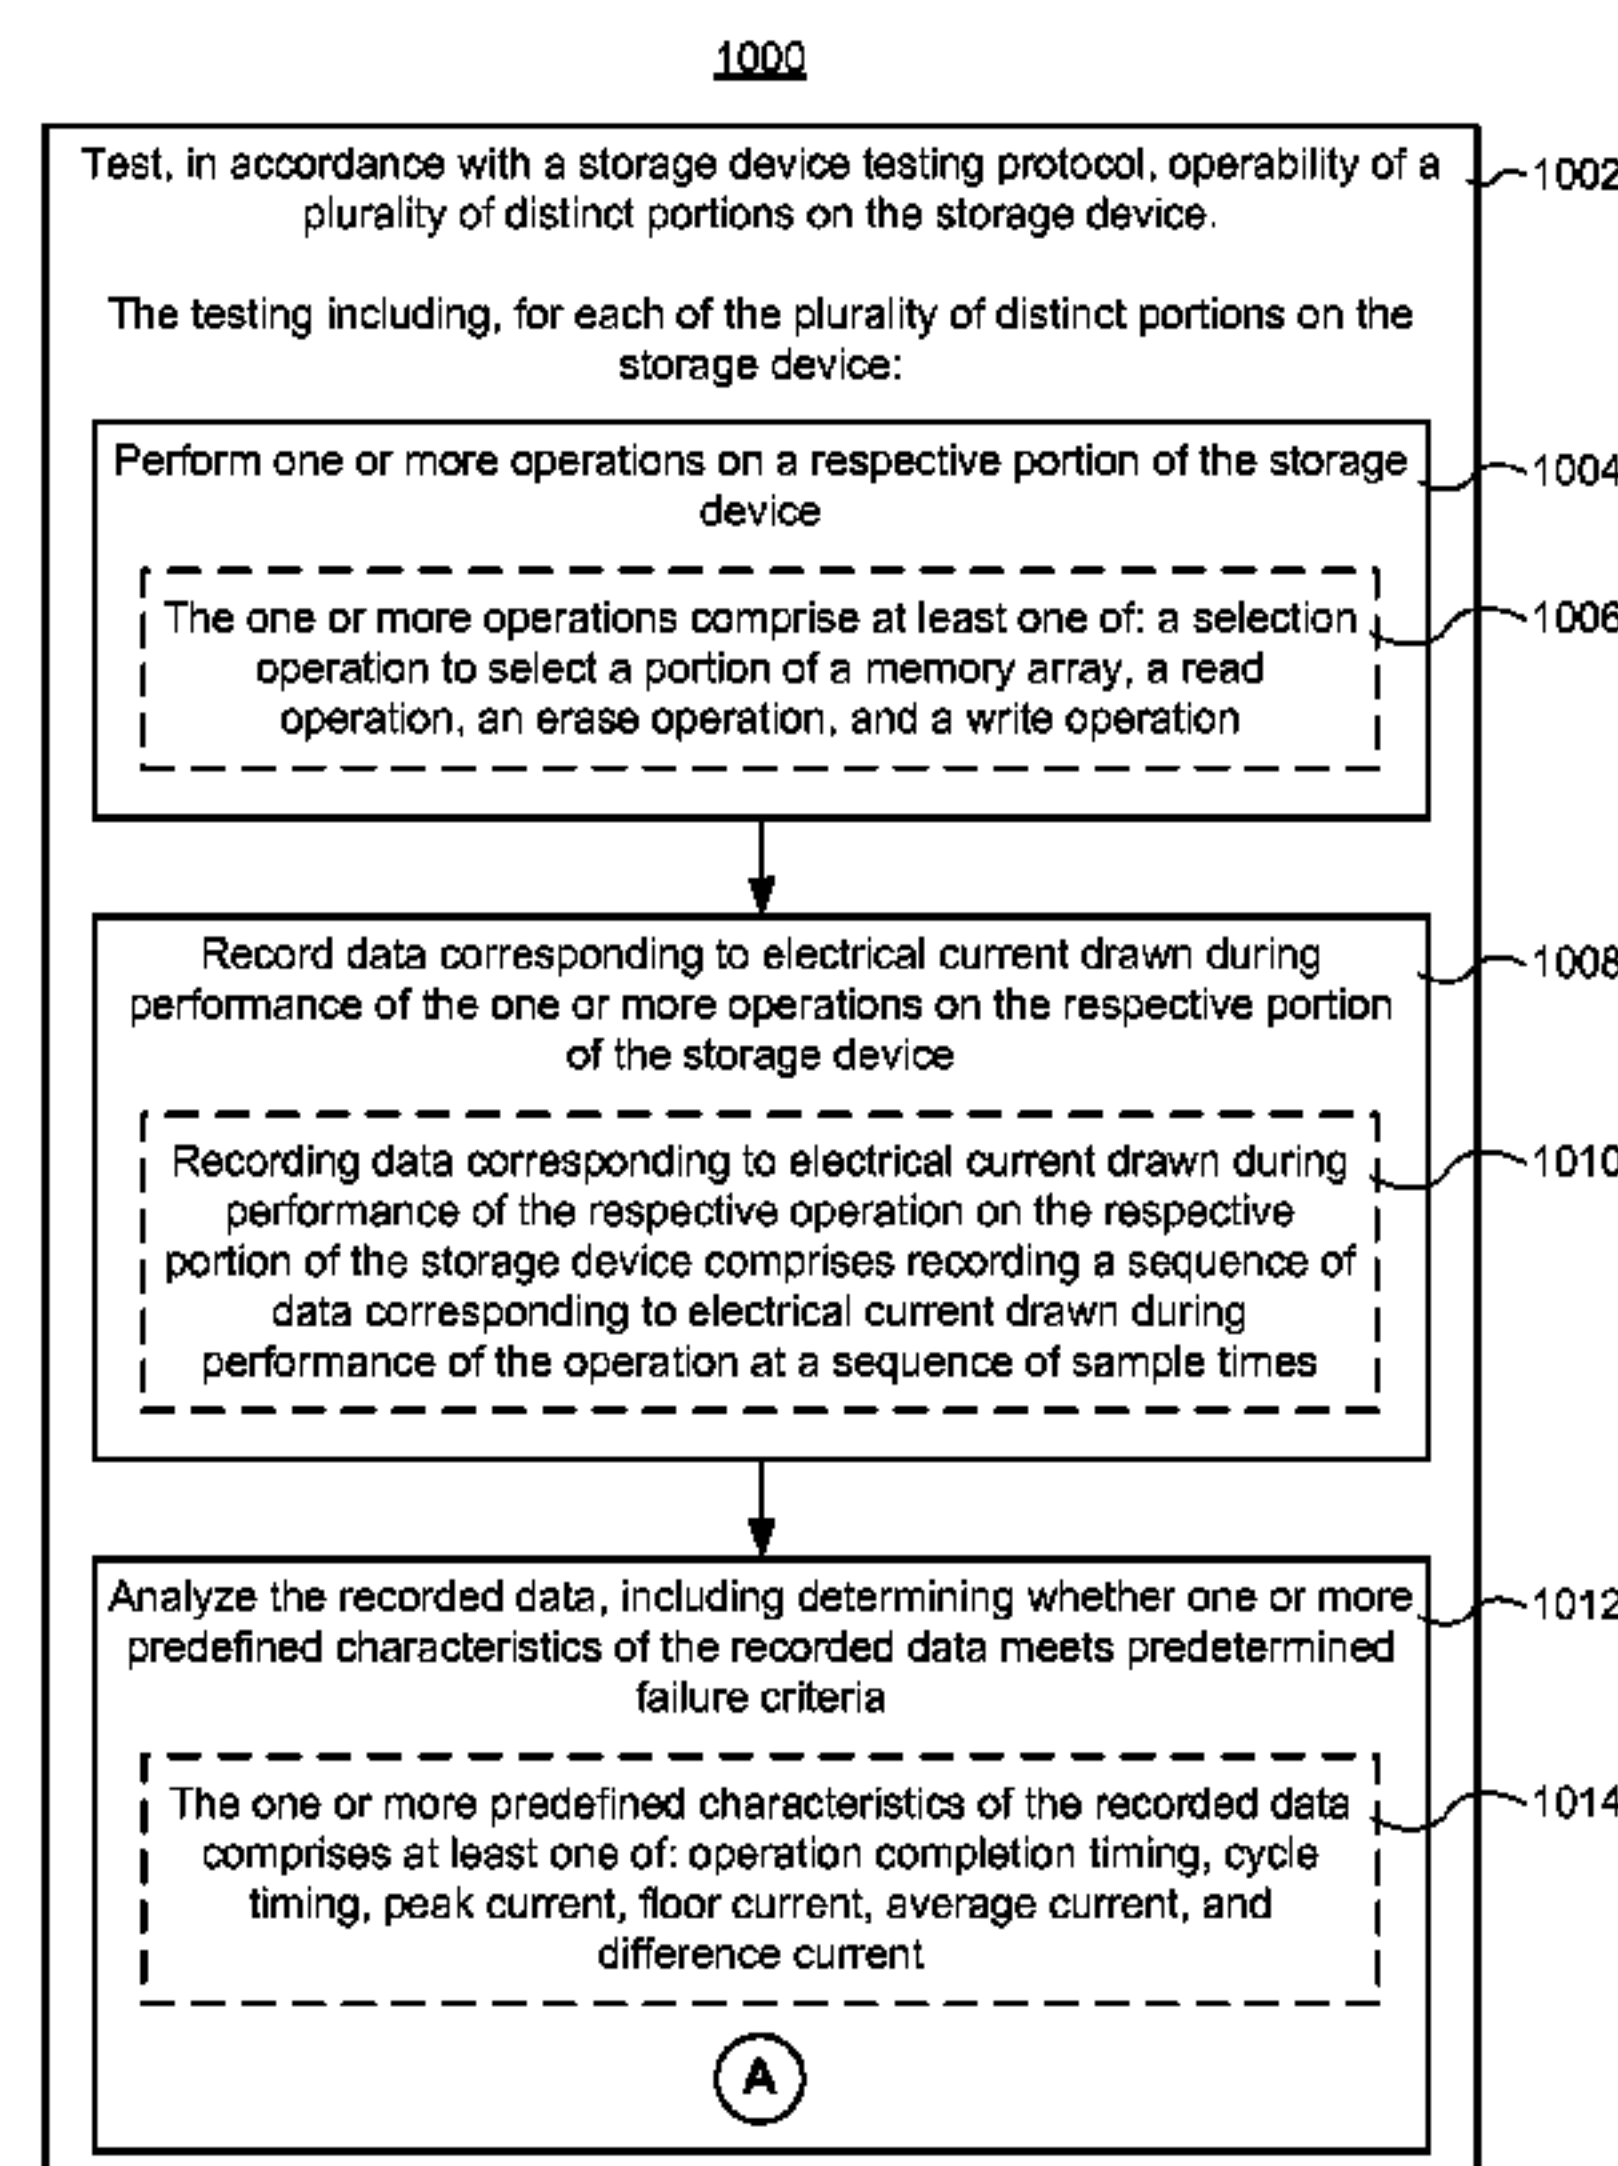 1000
Test, in accordance with a storage device testing protocol, operability of a
plurality of distinct portions on the storage device.
1002
The testing including, for each of the plurality of distinct portions on the
storage device:
Perform one or more operations on a respective portion of the storage
device
1004
The one or more operations comprise at least one of: a selection
operation to select a portion of a memory array, a read
operation, an erase operation, and a write operation
1006
Record data corresponding to electrical current drawn during
performance of the one or more operations on the respective portion
of the storage device
1008
Recording data corresponding to electrical current drawn during
performance of the respective operation on the respective
portion of the storage device comprises recording a sequence of
data corresponding to electrical current drawn during
performance of the operation at a sequence of sample times
1010
Analyze the recorded data, including determining whether one or more
predefined characteristics of the recorded data meets predetermined
failure criteria
1012
The one or more predefined characteristics of the recorded data
comprises at least one of: operation completion timing, cycle
timing, peak current, floor current, average current, and
difference current
1014
A